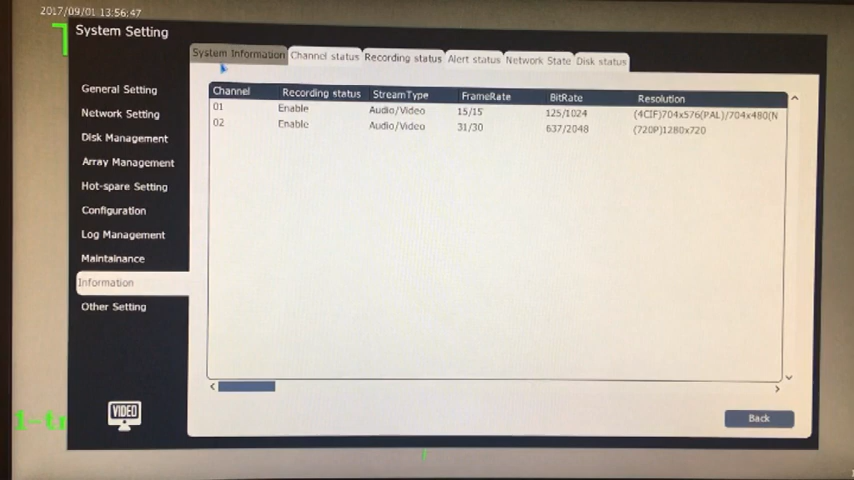 2017/09/01 13:56:47
System Setting
System Information Channel status Recording status Alert status Network State Disk status
General Setting
Network Setting
Disk Management
Array Management
Hot-spare Setting
Configuration
Log Management
Maintainance
Information
Other Setting
Channel Recording status StreamType FrameRate BitRate Resolution
01 Enable Audio/Video 15/15 125/1024 (4CIF)704x576(PAL)/704x480(N
02 Enable Audio/Video 31/30 637/2048 (720P)1280x720
VIDEO
Back